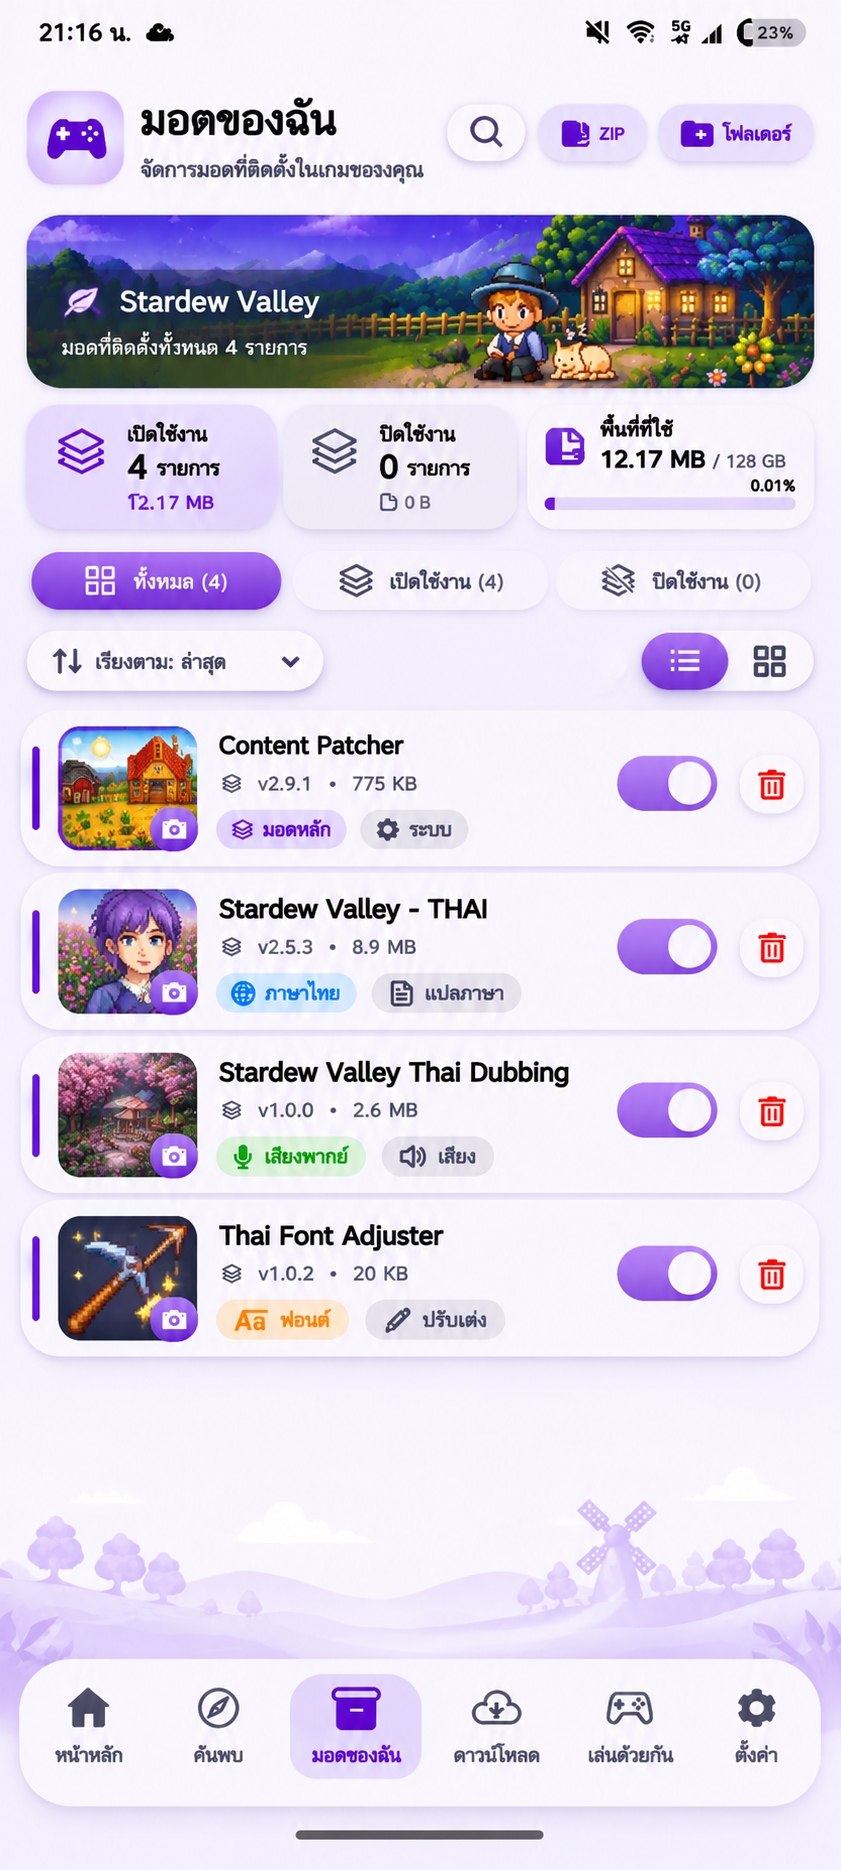 21:16 น.
5G
23%
มอตของฉัน
จัดการมอดที่ติดตั้งในเกมของงคุณ
ZIP
โฟลเดอร์
Stardew Valley
มอดที่ติดตั้งทั้งหนด 4 รายการ
เปิดใช้งาน
4 รายการ
12.17 MB
ปิดใช้งาน
0 รายการ
0 B
พื้นที่ที่ใช้
12.17 MB / 128 GB
0.01%
ทั้งหมล (4)
เปิดใช้งาน (4)
ปิดใช้งาน (0)
เรียงตาม: ล่าสุด
Content Patcher
v2.9.1 • 775 KB
มอดหลัก
ระบบ
Stardew Valley - THAI
v2.5.3 • 8.9 MB
ภาษาไทย
แปลภาษา
Stardew Valley Thai Dubbing
v1.0.0 • 2.6 MB
เสียงพากย์
เสียง
Thai Font Adjuster
v1.0.2 • 20 KB
Aa ฟอนต์
ปรับเต่ง
หน้าหลัก
ค้นพบ
มอดของฉัน
ดาวน์โหลด
เล่นด้วยกัน
ตั้งค่า